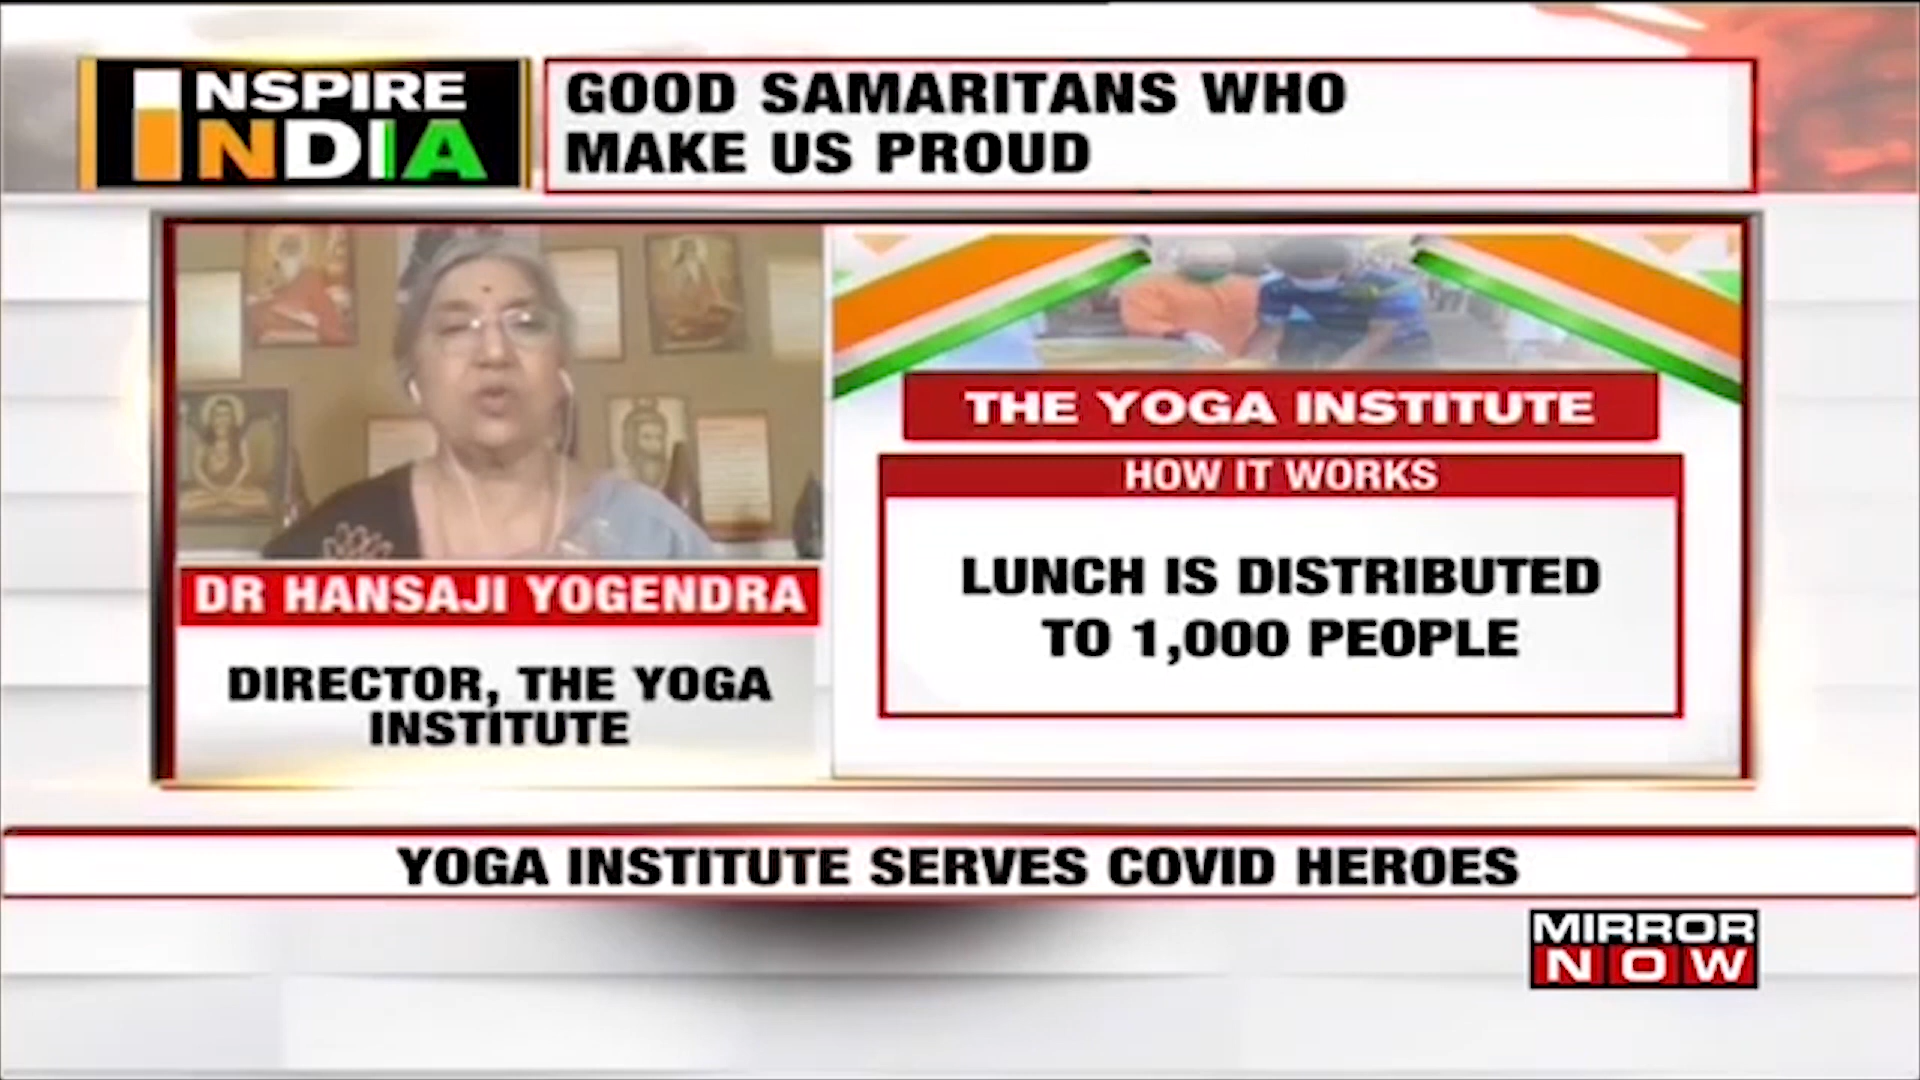 INSPIRE
INDIA
GOOD SAMARITANS WHO
MAKE US PROUD
THE YOGA INSTITUTE
HOW IT WORKS
LUNCH IS DISTRIBUTED
TO 1,000 PEOPLE
DR HANSAJI YOGENDRA
DIRECTOR, THE YOGA
INSTITUTE
YOGA INSTITUTE SERVES COVID HEROES
MIRROR
NOW